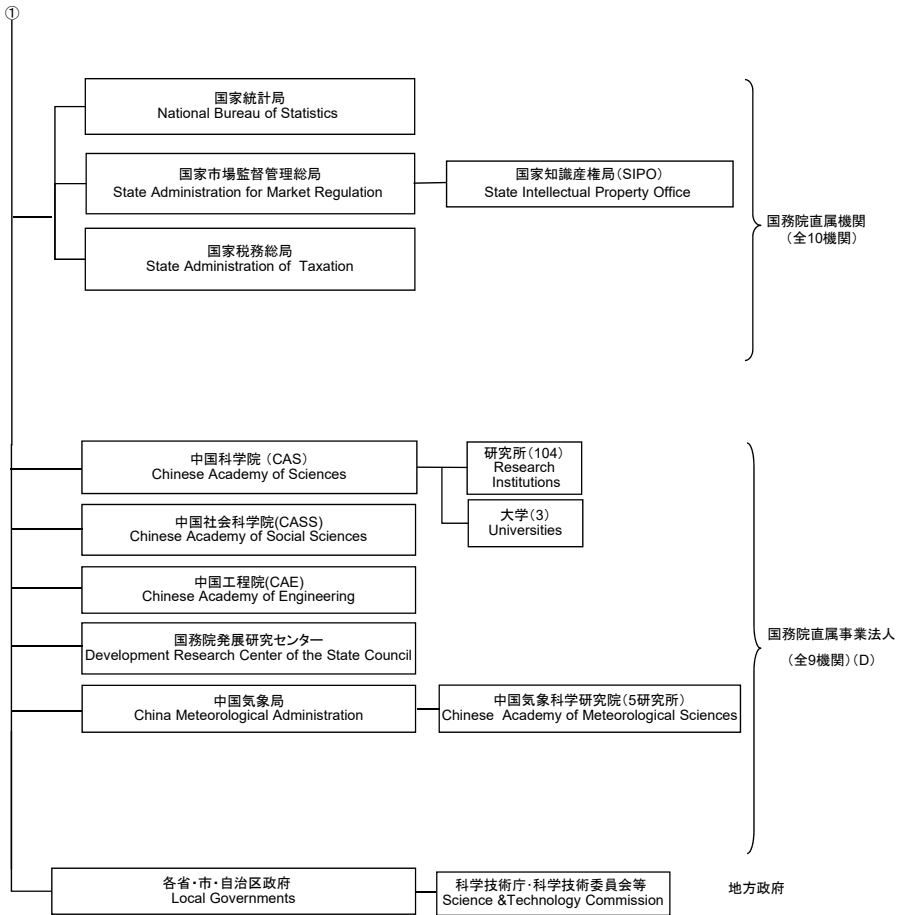 ①
国家統計局
National Bureau of Statistics
国家市場監督管理総局
State Administration for Market Regulation
国家知識産権局(SIPO)
State Intellectual Property Office
国家税務総局
State Administration of Taxation
国務院直属機関
(全10機関)
中国科学院 (CAS)
Chinese Academy of Sciences
研究所(104)
Research
Institutions
大学(3)
Universities
中国社会科学院(CASS)
Chinese Academy of Social Sciences
中国工程院(CAE)
Chinese Academy of Engineering
国務院発展研究センター
Development Research Center of the State Council
中国気象局
China Meteorological Administration
中国気象科学研究院(5研究所)
Chinese Academy of Meteorological Sciences
国務院直属事業法人
(全9機関)(D)
各省・市・自治区政府
Local Governments
科学技術庁・科学技術委員会等
Science &Technology Commission
地方政府